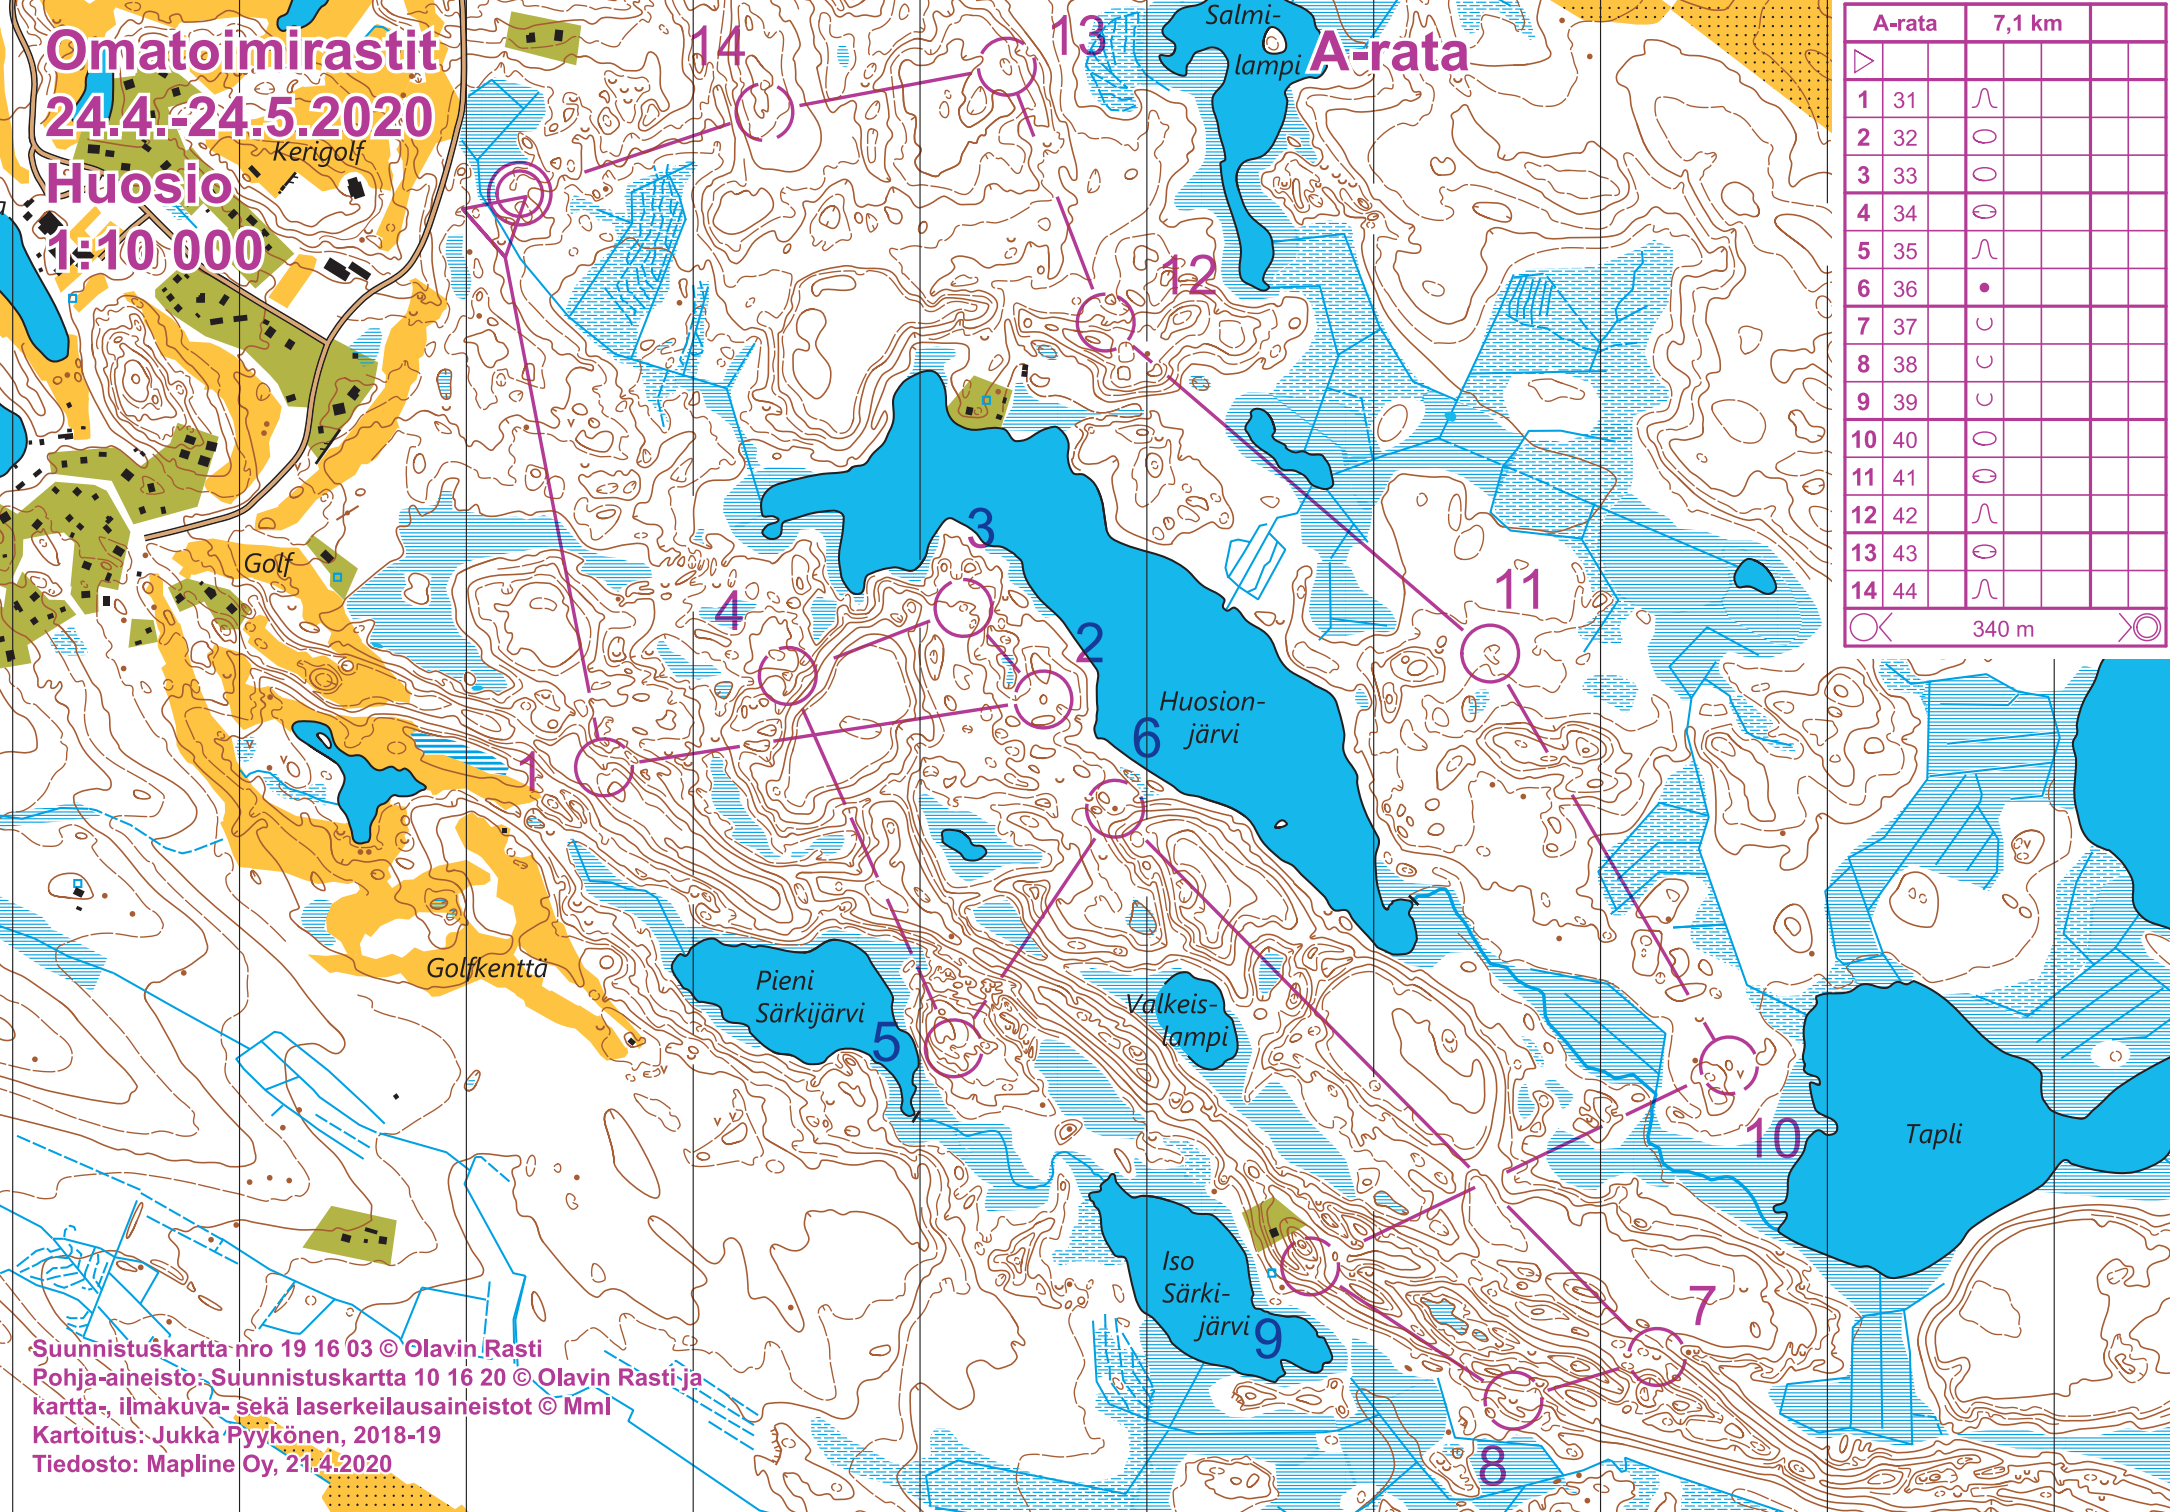 Omatoimirastit
24.4.-24.5.2020
Huosio
1:10 000
A-rata
Kerigolf
Golf
Golfkenttä
Salmi-
lampi
Huosion-
järvi
Pieni
Särkijärvi
Valkeis-
lampi
Iso
Särki-
järvi
Tapli
14
13
12
11
10
9
8
7
6
5
4
3
2
1
A-rata 7,1 km
1 31
2 32
3 33
4 34
5 35
6 36
7 37
8 38
9 39
10 40
11 41
12 42
13 43
14 44
340 m
Suunnistuskartta nro 19 16 03 © Olavin Rasti
Pohja-aineisto: Suunnistuskartta 10 16 20 © Olavin Rasti ja
kartta-, ilmakuva- sekä laserkeilausaineistot © Mml
Kartoitus: Jukka Pyykönen, 2018-19
Tiedosto: Mapline Oy, 21.4.2020